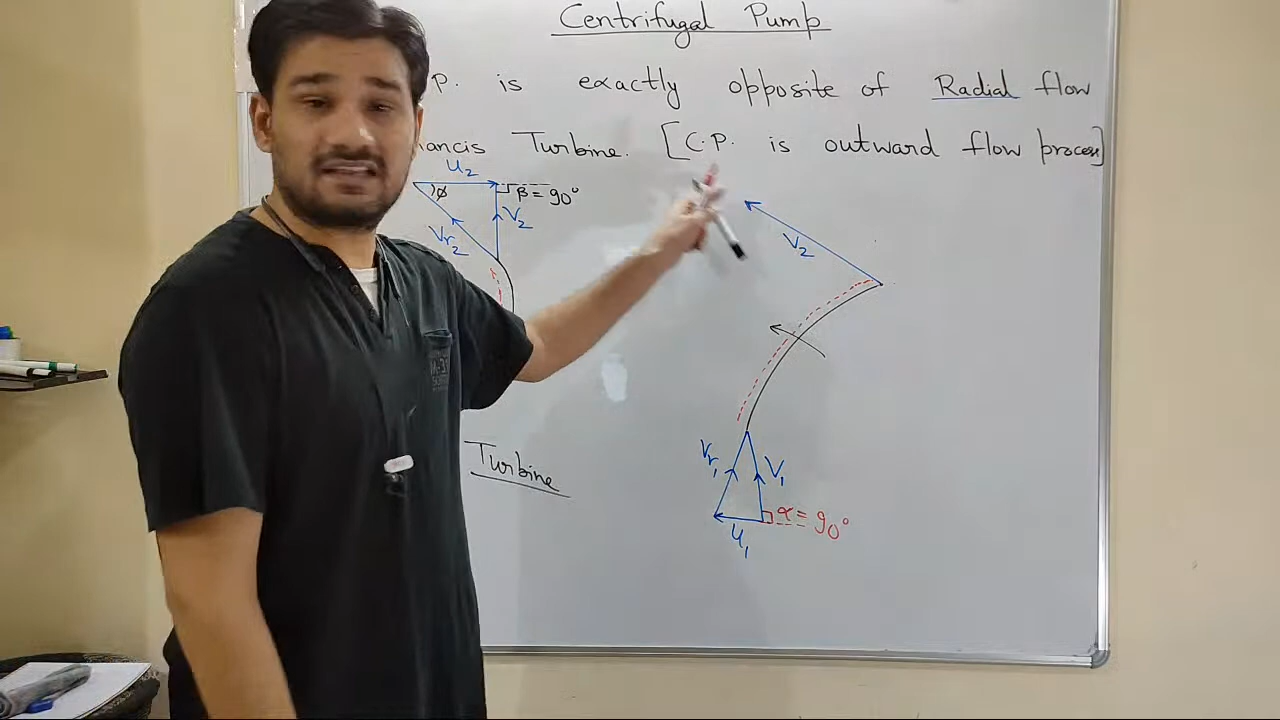 Centrifugal Pump
P. is exactly opposite of Radial flow
ancis Turbine. [C.P. is outward flow process]
u2
ϕ
β = 90°
V2
Vr2
V2
Turbine
Vr1
V1
α = 90°
u1